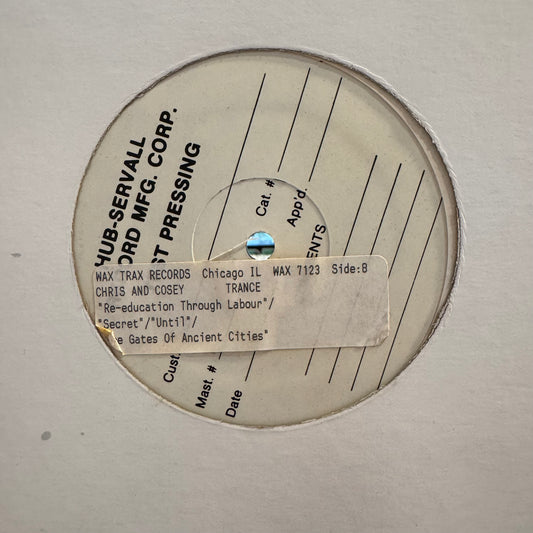 HUB-SERVALL
ORD MFG. CORP.
ST PRESSING
Cat. #
App'd.
ENTS
WAX TRAX RECORDS Chicago IL WAX 7123 Side:B
CHRIS AND COSEY TRANCE
"Re-education Through Labour"/
"Secret"/"Until"/
e Gates Of Ancient Cities"
Cust.
Mast. #
Date